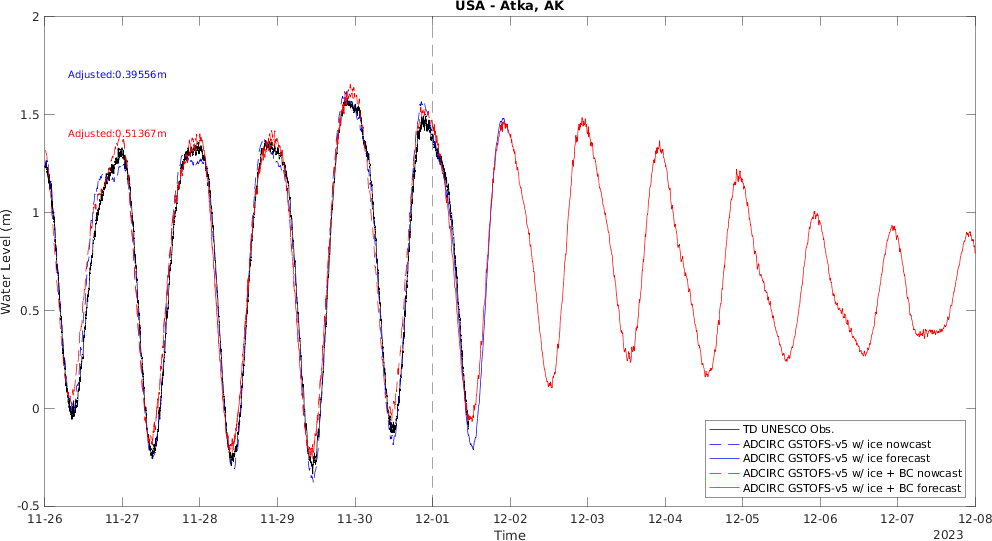 USA - Atka, AK
2
1.5
1
0.5
0
-0.5
Water Level (m)
Adjusted:0.39556m
Adjusted:0.51367m
TD UNESCO Obs.
ADCIRC GSTOFS-v5 w/ ice nowcast
ADCIRC GSTOFS-v5 w/ ice forecast
ADCIRC GSTOFS-v5 w/ ice + BC nowcast
ADCIRC GSTOFS-v5 w/ ice + BC forecast
11-26 11-27 11-28 11-29 11-30 12-01 12-02 12-03 12-04 12-05 12-06 12-07 12-08
Time
2023